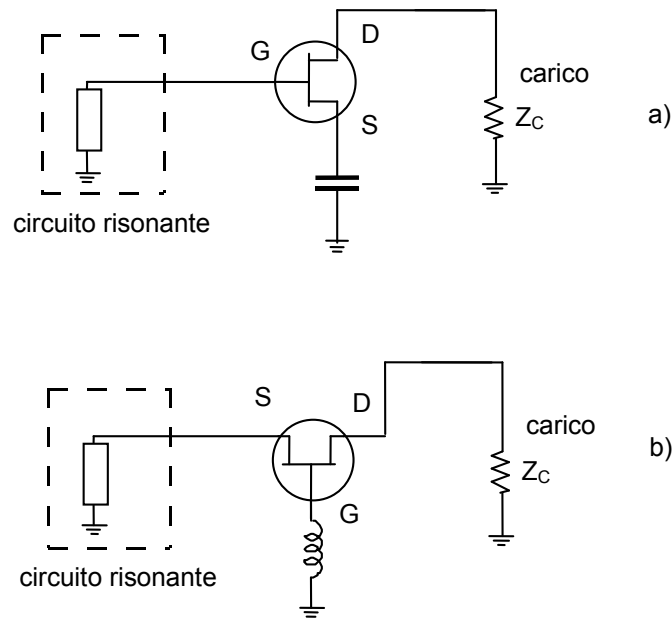 G D
carico
S Z_C a)
circuito risonante
S D
carico
Z_C b)
G
circuito risonante